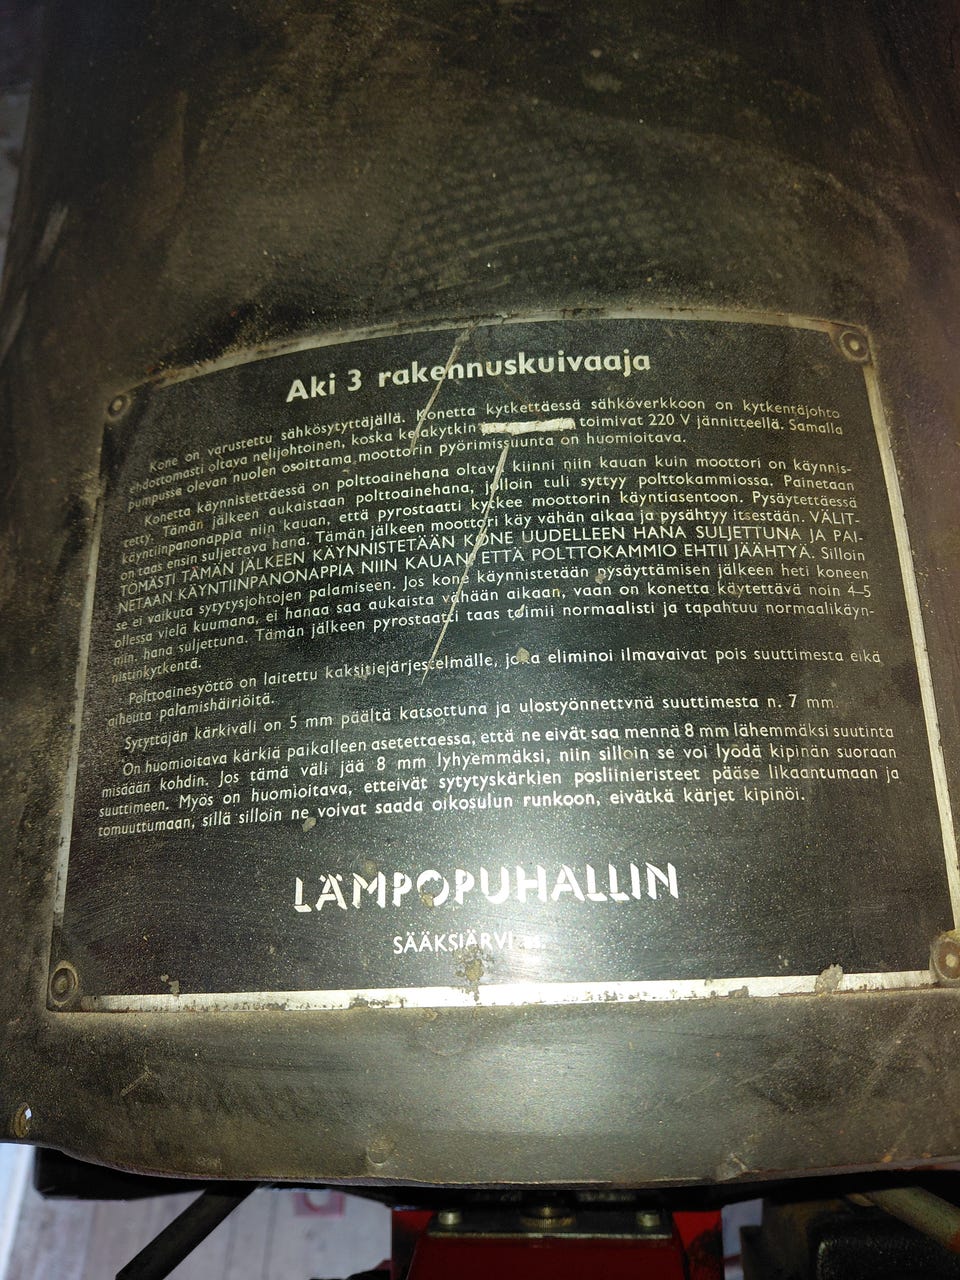 Aki 3 rakennuskuivaaja
Kone on varustettu sähkösytyttäjällä. Konetta kytkettäessä sähköverkkoon on kytkentäjohto
ehdottomasti oltava nelijohtoinen, koska kelakytkin toimivat 220 V jännitteellä. Samalla
pumpussa olevan nuolen osoittama moottorin pyörimissuunta on huomioitava.
Konetta käynnistettäessä on polttoainehana oltava kiinni niin kauan kuin moottori on käynnis-
tetty. Tämän jälkeen aukaistaan polttoainehana, jolloin tuli syttyy polttokammiossa. Painetaan
käyntiinpanonappia niin kauan, että pyrostaatti kytkee moottorin käyntiasentoon. Pysäytettäessä
on taas ensin suljettava hana. Tämän jälkeen moottori käy vähän aikaa ja pysähtyy itsestään. VÄLIT-
TÖMÄSTI TÄMÄN JÄLKEEN KÄYNNISTETÄÄN KONE UUDELLEEN HANA SULJETTUNA JA PAI-
NETAAN KÄYNTIINPANONAPPIA NIIN KAUAN, ETTÄ POLTTOKAMMIO EHTII JÄÄHTYÄ. Silloin
se ei vaikuta sytytysjohtojen palamiseen. Jos kone käynnistetään pysäyttämisen jälkeen heti koneen
ollessa vielä kuumana, ei hanaa saa aukaista vähään aikaan, vaan on konetta käytettävä noin 4–5
min. hana suljettuna. Tämän jälkeen pyrostaatti taas toimii normaalisti ja tapahtuu normaalikäyn-
nistinkytkentä.
Polttoainesyöttö on laitettu kaksitiejärjestelmälle, joka eliminoi ilmavaivat pois suuttimesta eikä
aiheuta palamishäiriöitä.
Sytyttäjän kärkiväli on 5 mm päältä katsottuna ja ulostyönnettynä suuttimesta n. 7 mm.
On huomioitava kärkiä paikalleen asetettaessa, että ne eivät saa mennä 8 mm lähemmäksi suutinta
misään kohdin. Jos tämä väli jää 8 mm lyhyemmäksi, niin silloin se voi lyödä kipinän suoraan
suuttimeen. Myös on huomioitava, etteivät sytytyskärkien posliinieristeet pääse likaantumaan ja
tomuuttumaan, sillä silloin ne voivat saada oikosulun runkoon, eivätkä kärjet kipinöi.
LÄMPOPUHALLIN
SÄÄKSJÄRVI